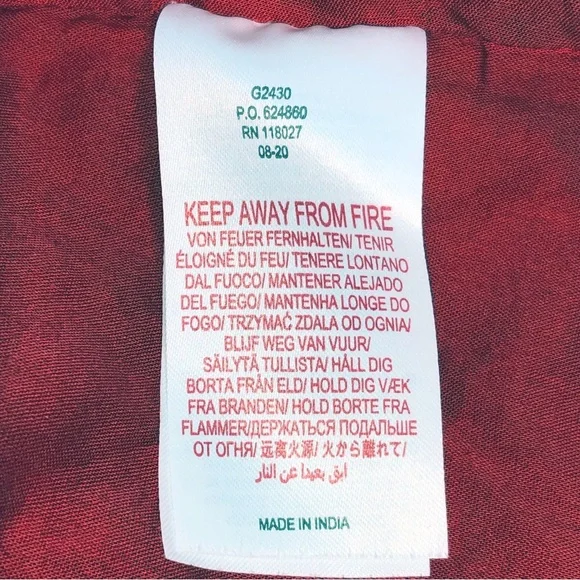 G2430
P.O. 624860
RN 118027
08-20
KEEP AWAY FROM FIRE
VON FEUER FERNHALTEN/ TENIR
ÉLOIGNÉ DU FEU/ TENERE LONTANO
DAL FUOCO/ MANTENER ALEJADO
DEL FUEGO/ MANTENHA LONGE DO
FOGO/ TRZYMAĆ ZDALA OD OGNIA/
BLIJF WEG VAN VUUR/
SÄILYTÄ TULLISTA/ HÅLL DIG
BORTA FRÅN ELD/ HOLD DIG VÆK
FRA BRANDEN/ HOLD BORTE FRA
FLAMMER/ДЕРЖАТЬСЯ ПОДАЛЬШЕ
ОТ ОГНЯ/ 远离火源/ 火から離れて/
ابق بعيدا عن النار
MADE IN INDIA